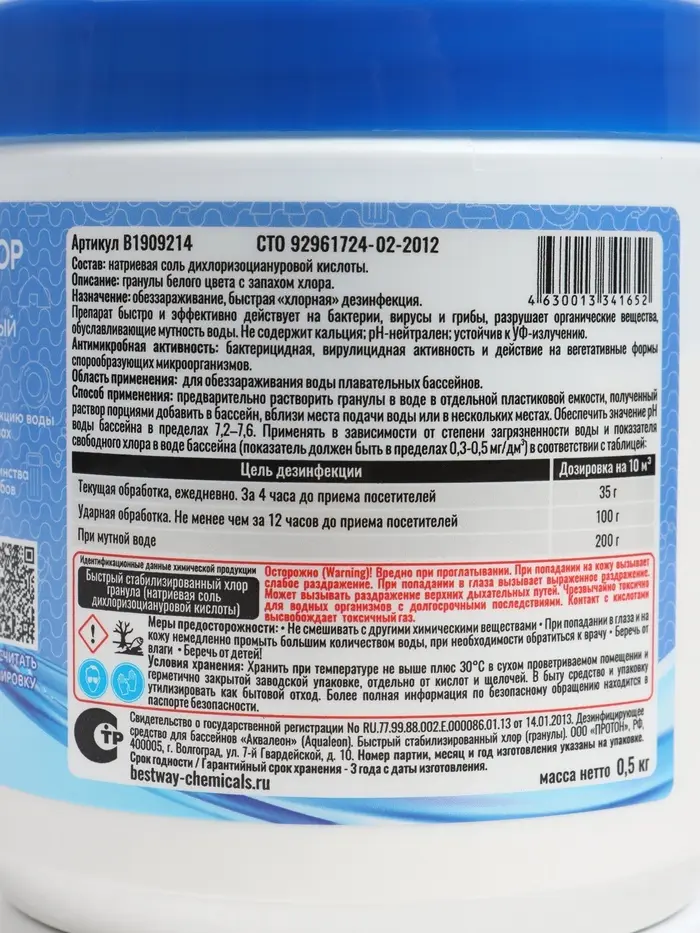 ОР
ый
кцию воды
ах
инства
бов
ЧИТАТЬ
ИРОВКУ
Артикул В1909214 СТО 92961724-02-2012
4 630013 341652
Состав: натриевая соль дихлоризоциануровой кислоты.
Описание: гранулы белого цвета с запахом хлора.
Назначение: обеззараживание, быстрая «хлорная» дезинфекция.
Препарат быстро и эффективно действует на бактерии, вирусы и грибы, разрушает органические вещества,
обуславливающие мутность воды. Не содержит кальция; pH-нейтрален; устойчив к УФ-излучению.
Антимикробная активность: бактерицидная, вирулицидная активность и действие на вегетативные формы
спорообразующих микроорганизмов.
Область применения: для обеззараживания воды плавательных бассейнов.
Способ применения: предварительно растворить гранулы в воде в отдельной пластиковой емкости, полученный
раствор порциями добавить в бассейн, вблизи места подачи воды или в нескольких местах. Обеспечить значение pH
воды бассейна в пределах 7,2–7,6. Применять в зависимости от степени загрязненности воды и показателя
свободного хлора в воде бассейна (показатель должен быть в пределах 0,3-0,5 мг/дм³) в соответствии с таблицей:
Цель дезинфекции Дозировка на 10 м³
Текущая обработка, ежедневно. За 4 часа до приема посетителей 35 г
Ударная обработка. Не менее чем за 12 часов до приема посетителей 100 г
При мутной воде 200 г
Идентификационные данные химической продукции
Быстрый стабилизированный хлор
гранула (натриевая соль
дихлоризоциануровой кислоты)
Осторожно (Warning)! Вредно при проглатывании. При попадании на кожу вызывает
слабое раздражение. При попадании в глаза вызывает выраженное раздражение.
Может вызывать раздражение верхних дыхательных путей. Чрезвычайно токсично
для водных организмов с долгосрочными последствиями. Контакт с кислотами
высвобождает токсичный газ.
Меры предосторожности: • Не смешивать с другими химическими веществами • При попадании в глаза и на
кожу немедленно промыть большим количеством воды, при необходимости обратиться к врачу • Беречь от
влаги • Беречь от детей!
Условия хранения: Хранить при температуре не выше плюс 30°С в сухом проветриваемом помещении и
герметично закрытой заводской упаковке, отдельно от кислот и щелочей. В быту средство и упаковку
утилизировать как бытовой отход. Более полная информация по безопасному обращению находится в
паспорте безопасности.
СТР
Свидетельство о государственной регистрации No RU.77.99.88.002.Е.000086.01.13 от 14.01.2013. Дезинфицирующее
средство для бассейнов «Аквалеон» (Aqualeon). Быстрый стабилизированный хлор (гранулы). ООО «ПРОТОН», РФ,
400005, г. Волгоград, ул. 7-й Гвардейской, д. 10. Номер партии, месяц и год изготовления указаны на упаковке.
Срок годности / Гарантийный срок хранения - 3 года с даты изготовления.
bestway-chemicals.ru масса нетто 0,5 кг